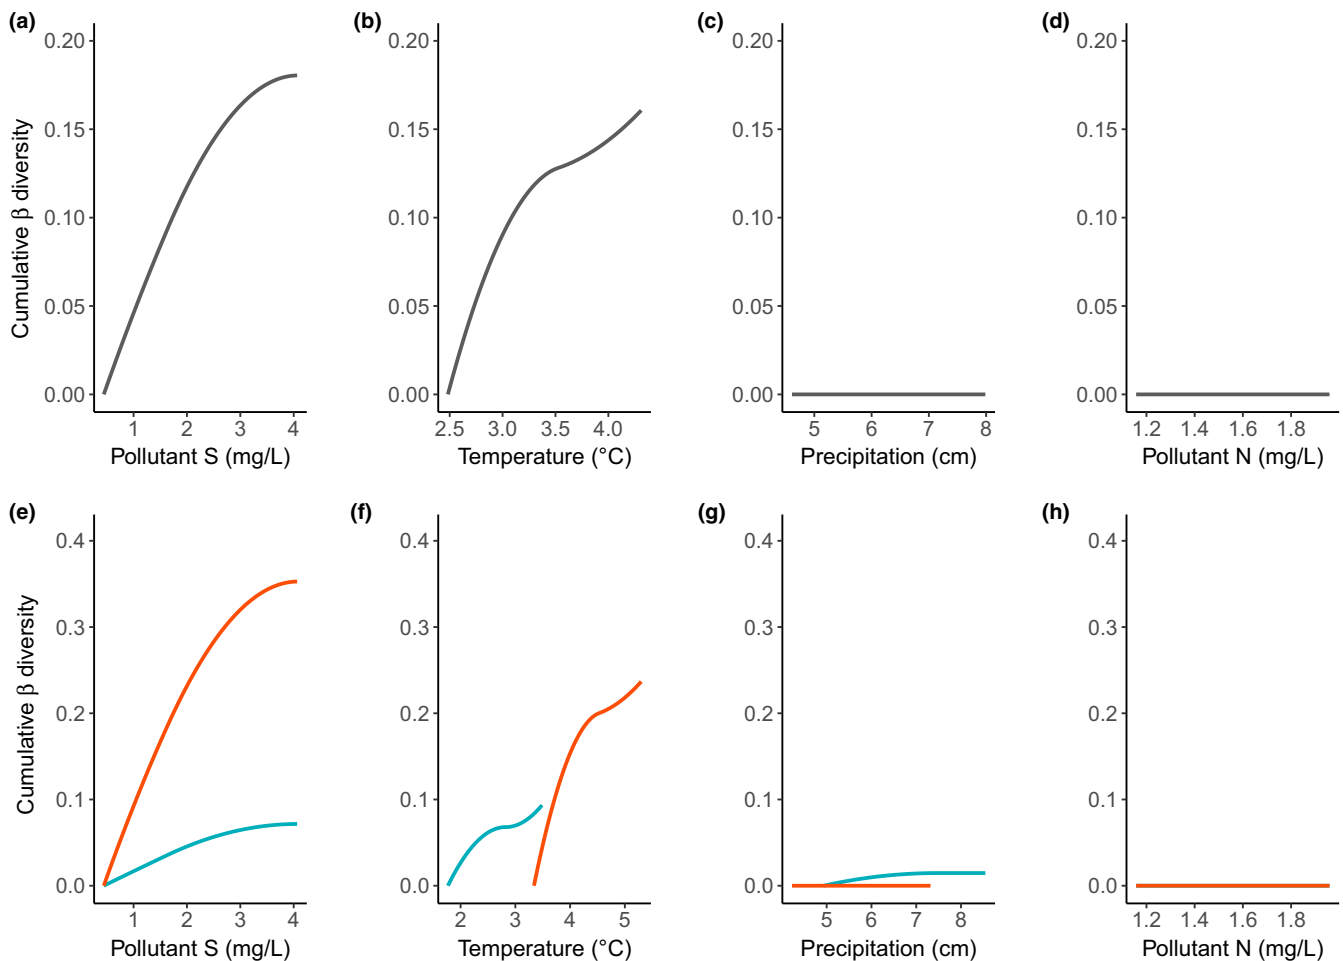 (a)
0.20
0.15
0.10
0.05
0.00
Cumulative β diversity
1 2 3 4
Pollutant S (mg/L)
(b)
0.20
0.15
0.10
0.05
0.00
2.5 3.0 3.5 4.0
Temperature (°C)
(c)
0.20
0.15
0.10
0.05
0.00
5 6 7 8
Precipitation (cm)
(d)
0.20
0.15
0.10
0.05
0.00
1.2 1.4 1.6 1.8
Pollutant N (mg/L)
(e)
0.4
0.3
0.2
0.1
0.0
Cumulative β diversity
1 2 3 4
Pollutant S (mg/L)
(f)
0.4
0.3
0.2
0.1
0.0
2 3 4 5
Temperature (°C)
(g)
0.4
0.3
0.2
0.1
0.0
5 6 7 8
Precipitation (cm)
(h)
0.4
0.3
0.2
0.1
0.0
1.2 1.4 1.6 1.8
Pollutant N (mg/L)